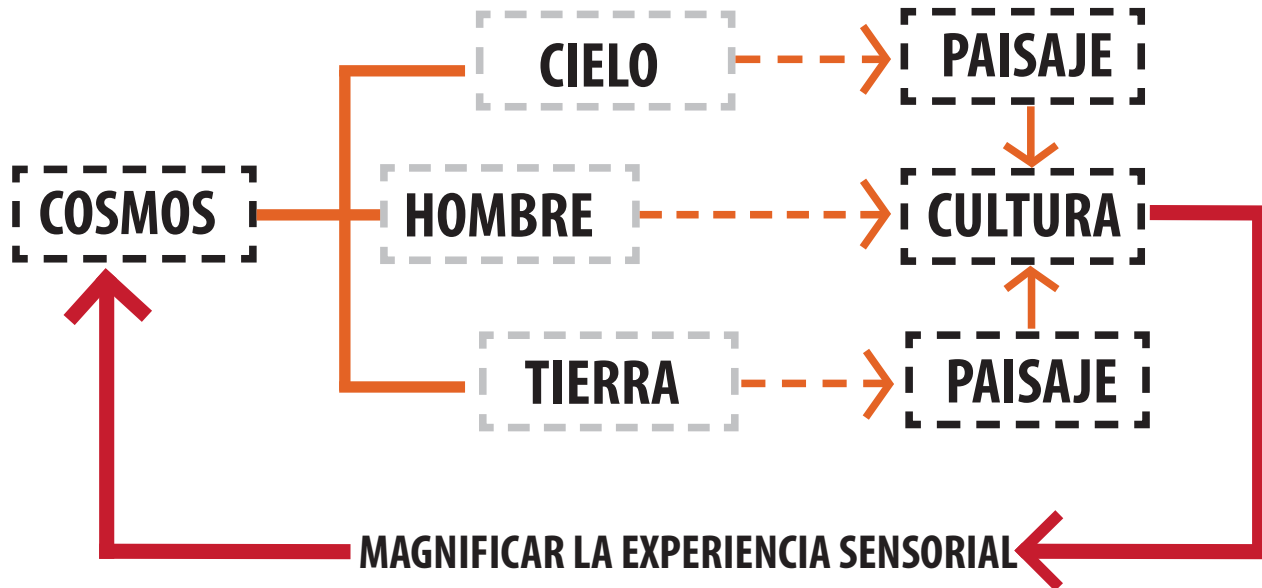 CIELO
PAISAJE
COSMOS
HOMBRE
CULTURA
TIERRA
PAISAJE
MAGNIFICAR LA EXPERIENCIA SENSORIAL